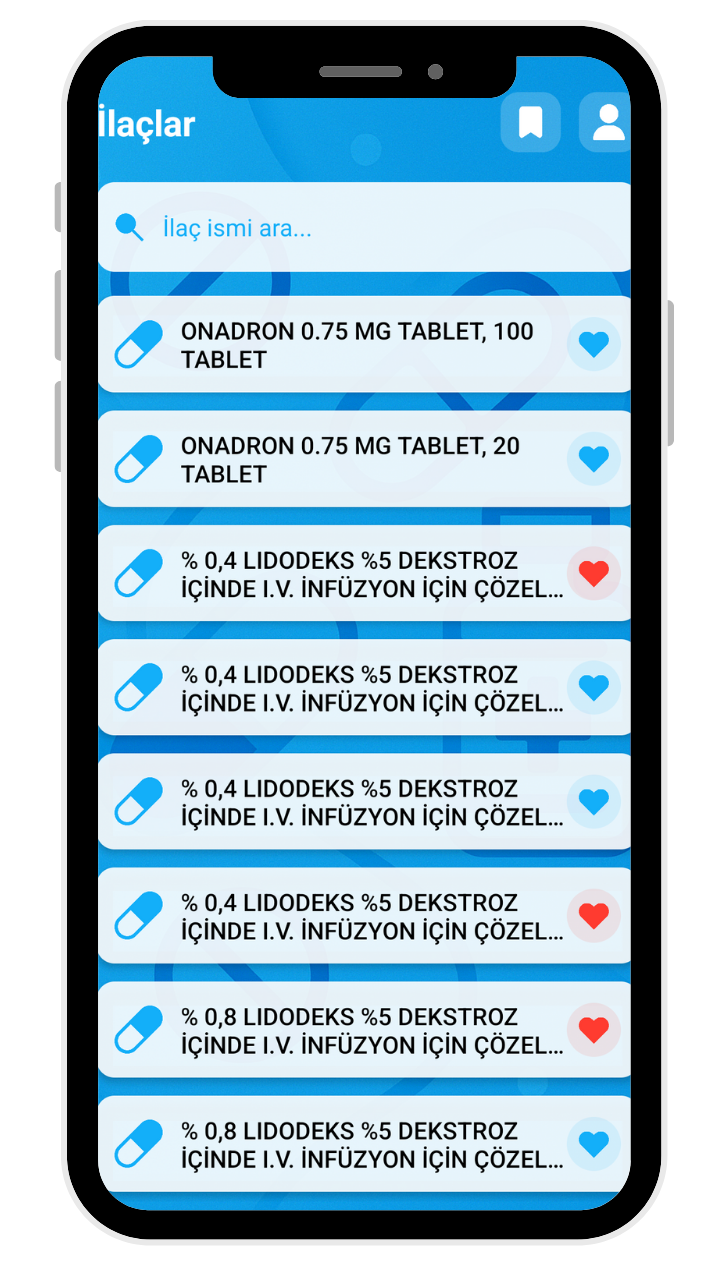 İlaçlar
İlaç ismi ara...
ONADRON 0.75 MG TABLET, 100
TABLET
ONADRON 0.75 MG TABLET, 20
TABLET
% 0,4 LIDODEKS %5 DEKSTROZ
İÇİNDE I.V. İNFÜZYON İÇİN ÇÖZEL...
% 0,4 LIDODEKS %5 DEKSTROZ
İÇİNDE I.V. İNFÜZYON İÇİN ÇÖZEL...
% 0,4 LIDODEKS %5 DEKSTROZ
İÇİNDE I.V. İNFÜZYON İÇİN ÇÖZEL...
% 0,4 LIDODEKS %5 DEKSTROZ
İÇİNDE I.V. İNFÜZYON İÇİN ÇÖZEL...
% 0,8 LIDODEKS %5 DEKSTROZ
İÇİNDE I.V. İNFÜZYON İÇİN ÇÖZEL...
% 0,8 LIDODEKS %5 DEKSTROZ
İÇİNDE I.V. İNFÜZYON İÇİN ÇÖZEL...